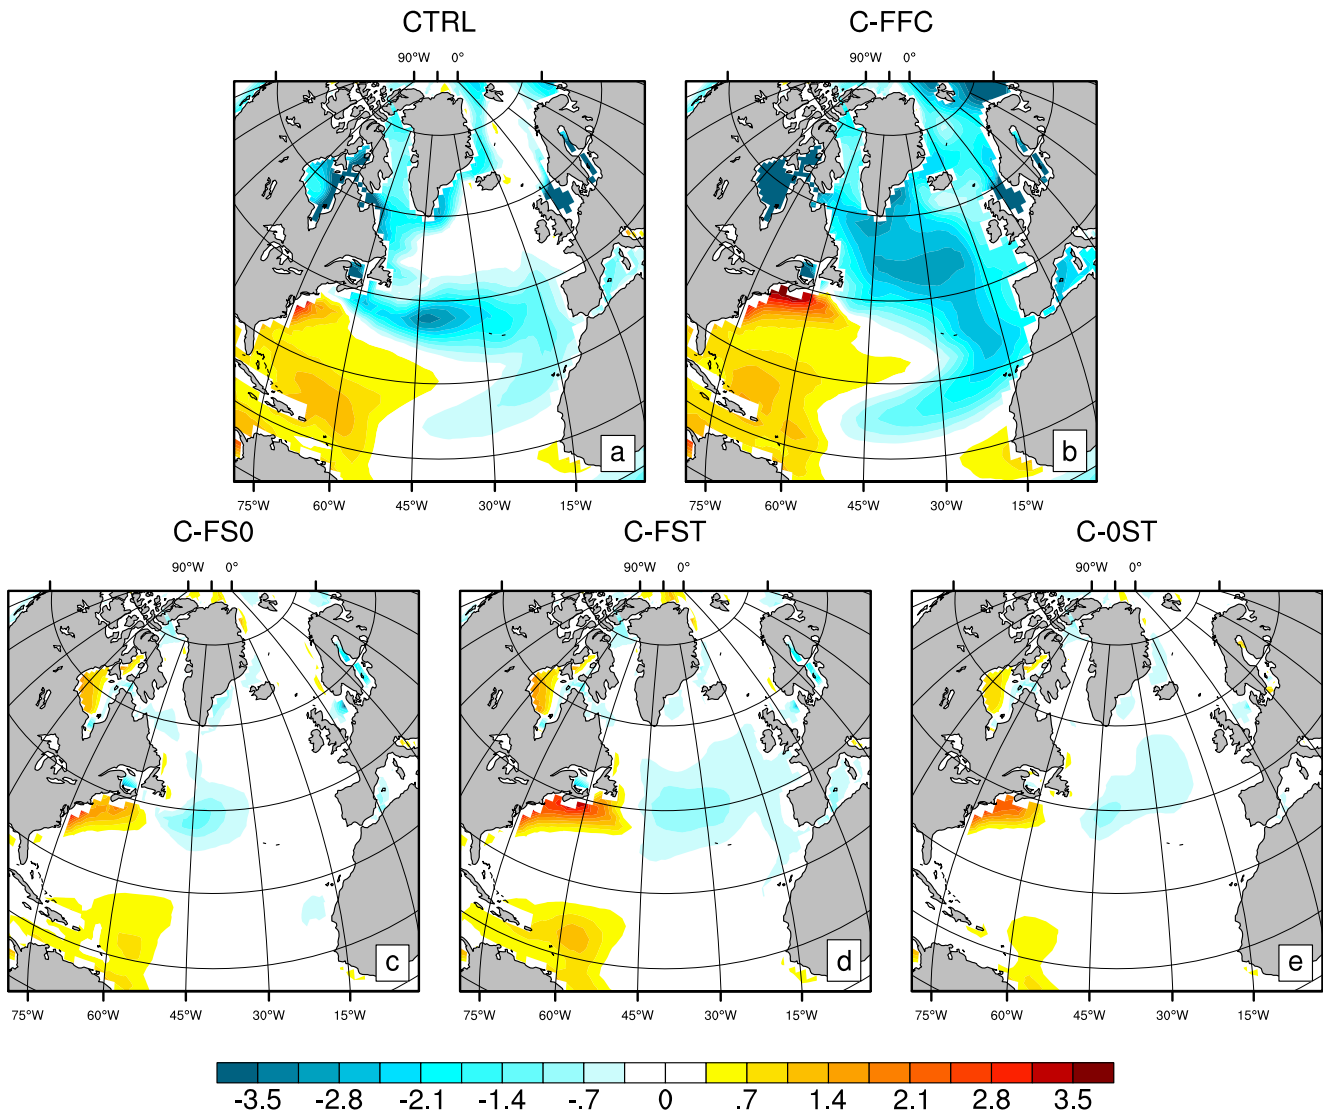 CTRL C-FFC
90°W 0° 90°W 0°
a b
75°W 60°W 45°W 30°W 15°W 75°W 60°W 45°W 30°W 15°W
C-FS0 C-FST C-0ST
90°W 0° 90°W 0° 90°W 0°
c d e
75°W 60°W 45°W 30°W 15°W 75°W 60°W 45°W 30°W 15°W 75°W 60°W 45°W 30°W 15°W
-3.5 -2.8 -2.1 -1.4 -.7 0 .7 1.4 2.1 2.8 3.5